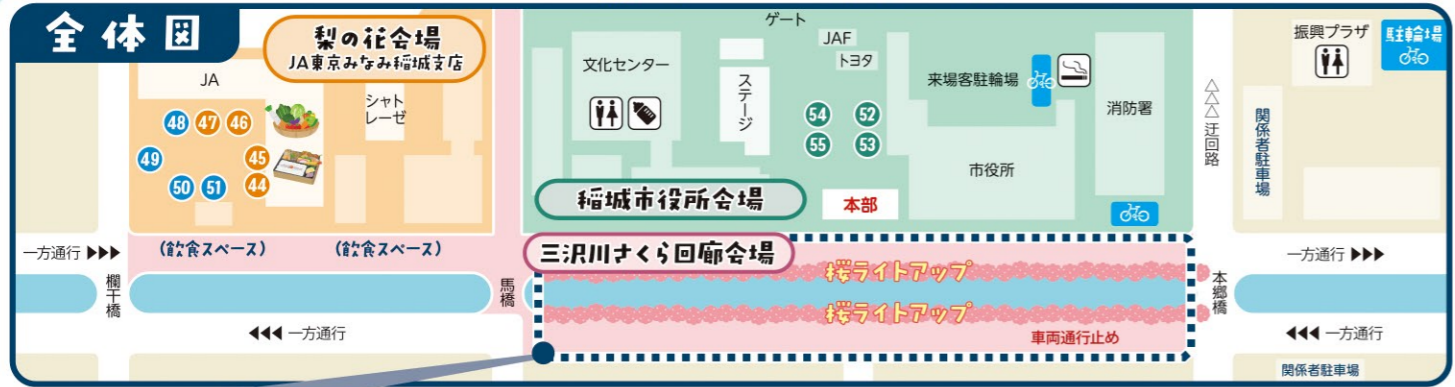 全体図
梨の花会場
JA東京みなみ稲城支店
JA
シャト
レーゼ
48
47
46
49
45
50
51
44
(飲食スペース)
(飲食スペース)
ゲート
JAF
トヨタ
文化センター
ステージ
54
52
55
53
来場客駐輪場
消防署
市役所
稲城市役所会場
本部
△△△迂回路
振興プラザ
駐輪場
関係者駐車場
一方通行 ▶▶▶
欄干橋
馬橋
◀◀◀ 一方通行
三沢川さくら回廊会場
桜ライトアップ
桜ライトアップ
車両通行止め
本郷橋
一方通行 ▶▶▶
◀◀◀ 一方通行
関係者駐車場